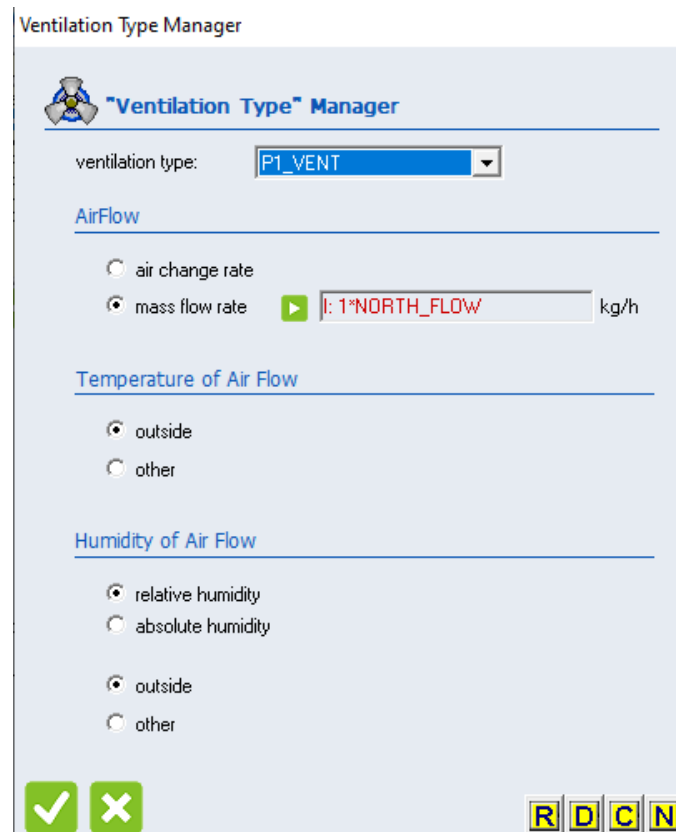 Ventilation Type Manager
"Ventilation Type" Manager
ventilation type: P1_VENT
AirFlow
air change rate
mass flow rate I: 1*NORTH_FLOW kg/h
Temperature of Air Flow
outside
other
Humidity of Air Flow
relative humidity
absolute humidity
outside
other
R D C N